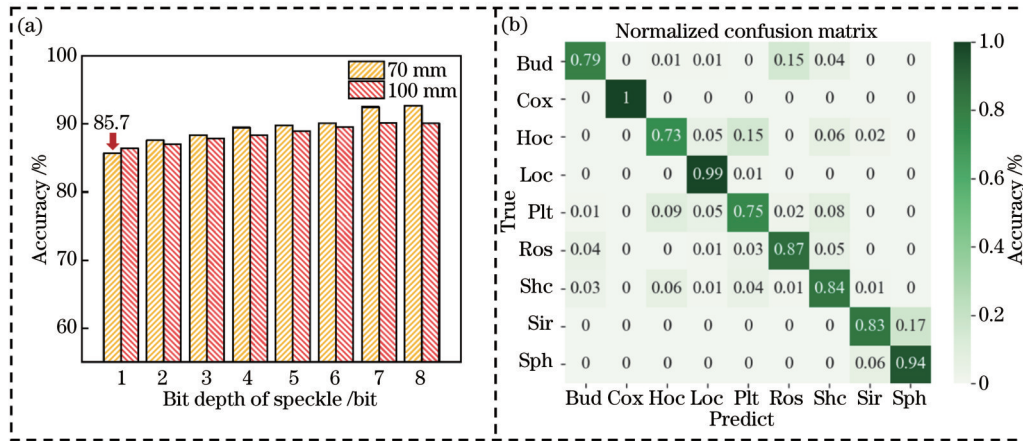 (a)
100
90
80
70
60
Accuracy /%
70 mm
100 mm
85.7
1 2 3 4 5 6 7 8
Bit depth of speckle /bit
(b)
Normalized confusion matrix
True
Bud 0.79 0 0.01 0.01 0 0.15 0.04 0 0
Cox 0 1 0 0 0 0 0 0 0
Hoc 0 0 0.73 0.05 0.15 0 0.06 0.02 0
Loc 0 0 0 0.99 0.01 0 0 0 0
Plt 0.01 0 0.09 0.05 0.75 0.02 0.08 0 0
Ros 0.04 0 0 0.01 0.03 0.87 0.05 0 0
Shc 0.03 0 0.06 0.01 0.04 0.01 0.84 0.01 0
Sir 0 0 0 0 0 0 0 0.83 0.17
Sph 0 0 0 0 0 0 0 0.06 0.94
Bud Cox Hoc Loc Plt Ros Shc Sir Sph
Predict
1.0
0.8
0.6
0.4
0.2
0
Accuracy /%